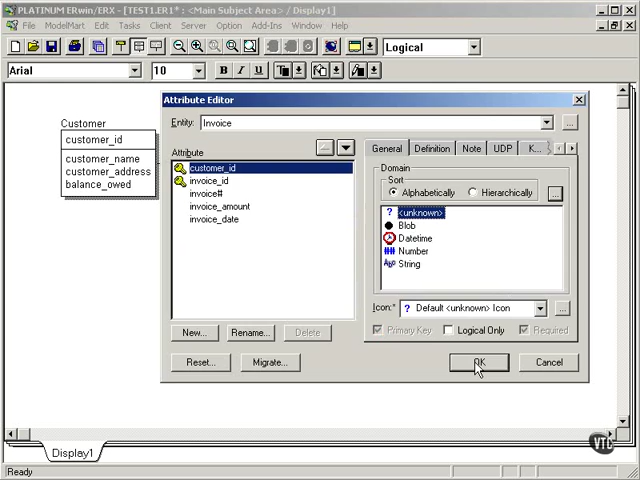 PLATINUM ERwin/ERX - [TEST1.ER1* : <Main Subject Area> / Display1]
File ModelMart Edit Tasks Client Server Option Add-Ins Window Help
Logical
Arial 10 B I U
Customer
customer_id
customer_name
customer_address
balance_owed
Attribute Editor
Entity: Invoice ...
Attribute
customer_id
invoice_id
invoice#
invoice_amount
invoice_date
New... Rename... Delete
Reset... Migrate...
General Definition Note UDP K...
Domain
Sort
Alphabetically Hierarchically ...
? <unknown>
Blob
Datetime
Number
String
Icon:* ? Default <unknown> Icon ...
Primary Key Logical Only Required
OK Cancel
Display1
VTC
Ready